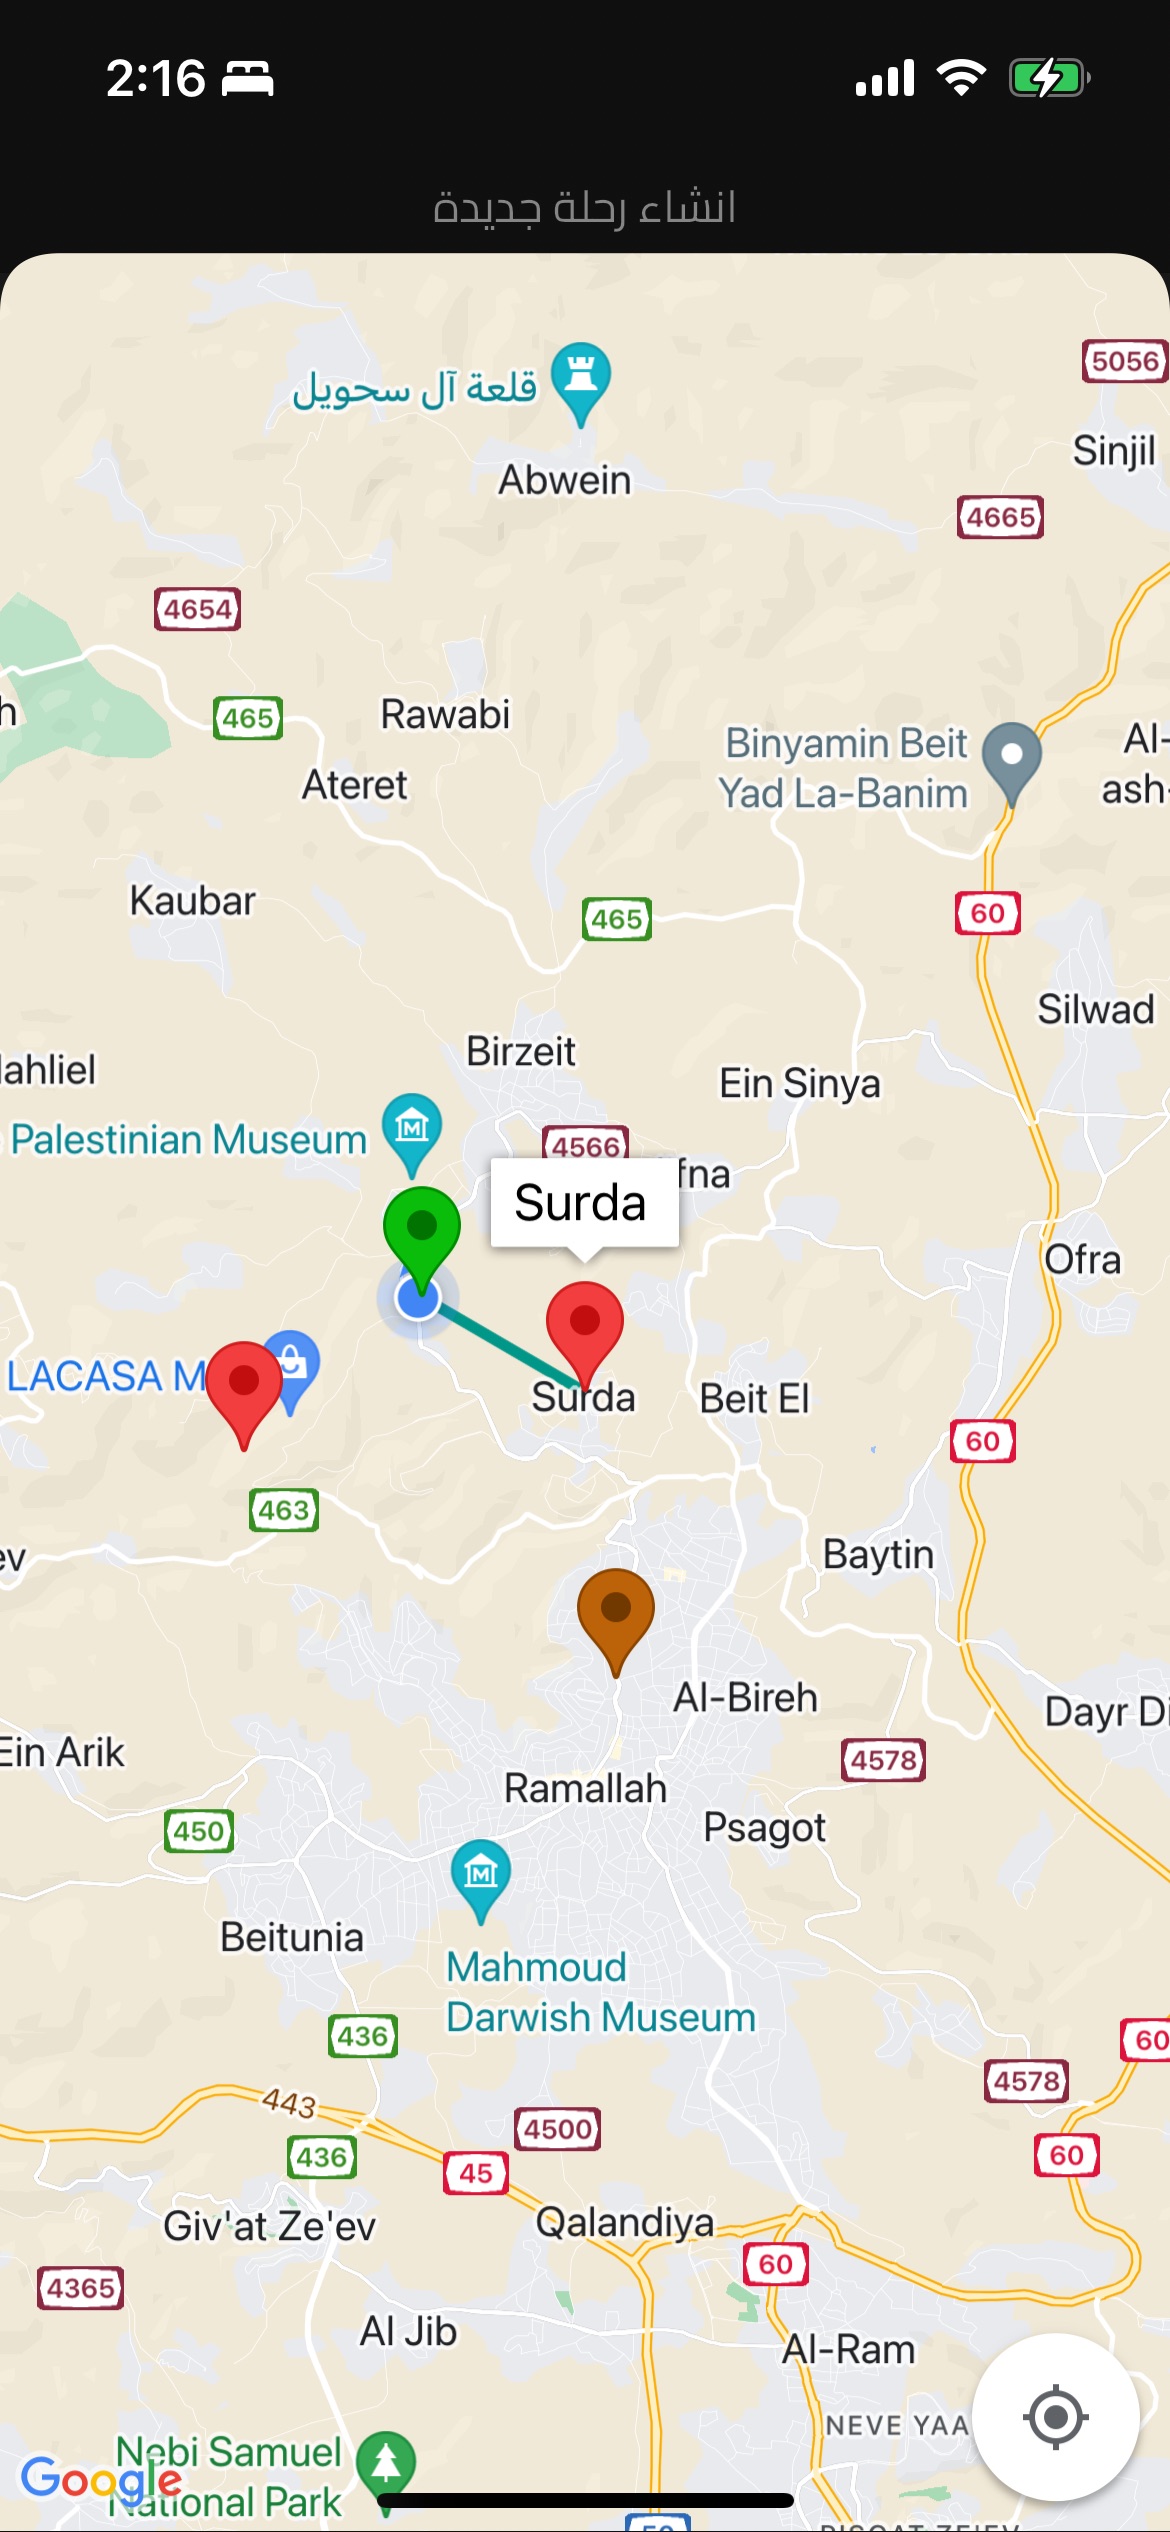 2:16
انشاء رحلة جديدة
5056
قلعة آل سحويل
Sinjil
Abwein
4665
4654
Rawabi
465
Binyamin Beit
Yad La-Banim
Al-
ash-
Ateret
Kaubar
465
60
Silwad
Birzeit
Ein Sinya
ahliel
Palestinian Museum
4566
fna
Surda
Ofra
LACASA M
Surda
Beit El
60
463
ev
Baytin
Al-Bireh
Dayr Di
Ein Arik
4578
Ramallah
450
Psagot
Beitunia
Mahmoud
Darwish Museum
436
60
4578
443
4500
436
45
60
Giv'at Ze'ev
Qalandiya
60
4365
Al Jib
Al-Ram
NEVE YAA
Nebi Samuel
National Park
Google